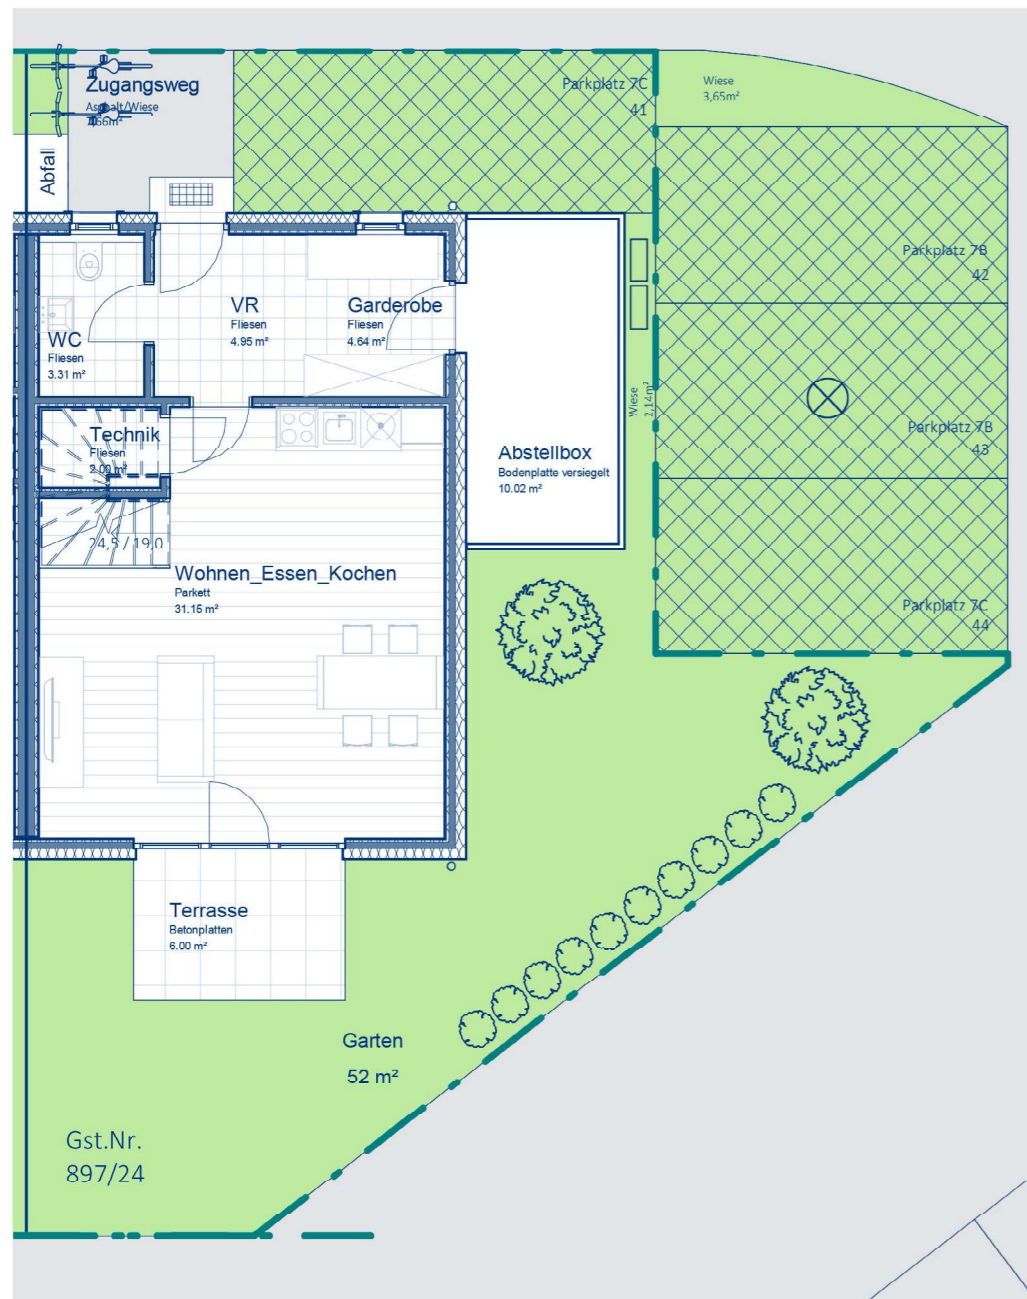 Zugangsweg
Asphalt/Wiese
Abfall
Parkplatz 7C
41
Wiese
3,65m²
Parkplatz 7B
42
VR
Fliesen
4.95 m²
Garderobe
Fliesen
4.64 m²
WC
Fliesen
3.31 m²
Wiese
2,14m²
Parkplatz 7B
43
Technik
Fliesen
2.00 m²
Abstellbox
Bodenplatte versiegelt
10.02 m²
24,5 / 19,0
Wohnen_Essen_Kochen
Parkett
31.15 m²
Parkplatz 7C
44
Terrasse
Betonplatten
6.00 m²
Garten
52 m²
Gst.Nr.
897/24